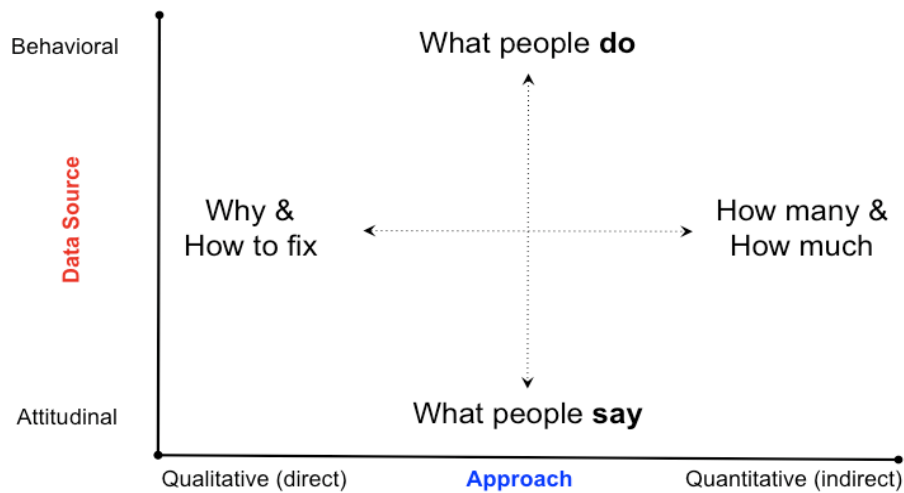 Behavioral
What people do
Data Source
Why &
How to fix
How many &
How much
Attitudinal
What people say
Qualitative (direct)
Approach
Quantitative (indirect)